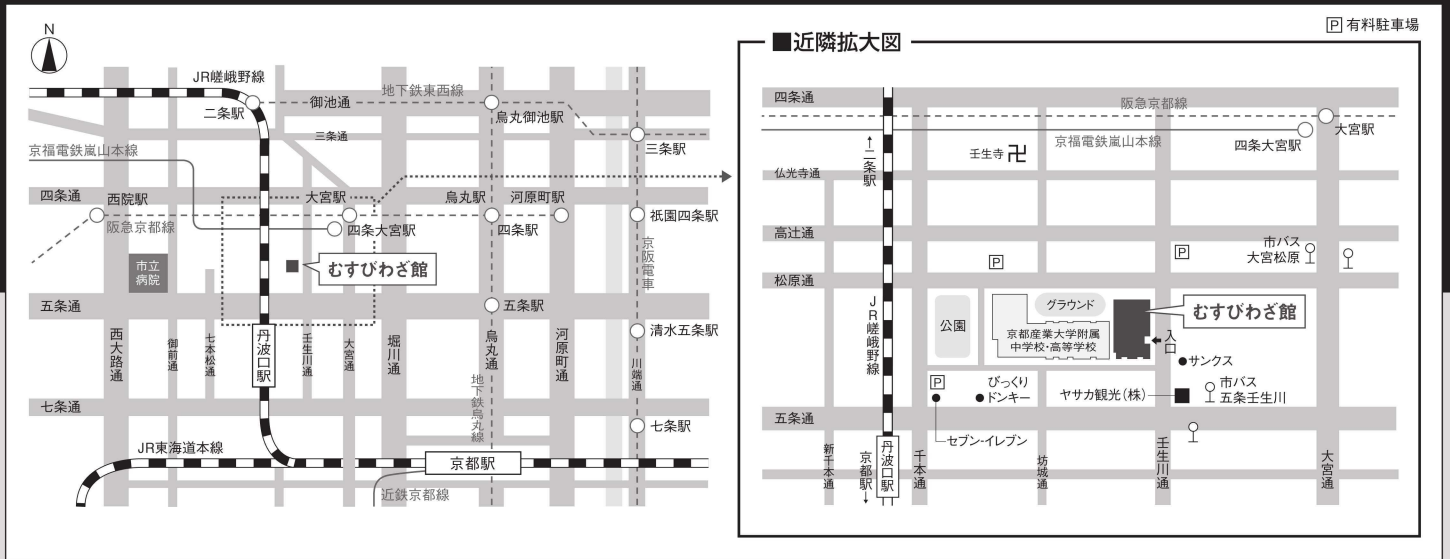 N
JR嵯峨野線
二条駅
御池通
地下鉄東西線
烏丸御池駅
三条通
三条駅
京福電鉄嵐山本線
四条通
西院駅
大宮駅
烏丸駅
河原町駅
阪急京都線
四条大宮駅
四条駅
祇園四条駅
京阪電車
市立
病院
むすびわざ館
五条通
五条駅
清水五条駅
西大路通
御前通
七本松通
丹波口駅
壬生川通
大宮通
堀川通
烏丸通
河原町通
川端通
地下鉄烏丸線
七条通
七条駅
JR東海道本線
京都駅
近鉄京都線
P 有料駐車場
■近隣拡大図
四条通
阪急京都線
大宮駅
京福電鉄嵐山本線
四条大宮駅
↑二条駅
壬生寺卍
仏光寺通
高辻通
P
P
市バス
大宮松原
松原通
JR嵯峨野線
公園
グラウンド
京都産業大学附属
中学校・高等学校
むすびわざ館
入口
サンクス
P
びっくり
ドンキー
ヤサカ観光(株)
市バス
五条壬生川
五条通
セブン-イレブン
新千本通
京都駅↓
丹波口駅
千本通
坊城通
壬生川通
大宮通